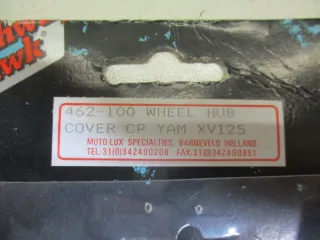 462-100 WHEEL HUB
COVER CP YAM XV125
MOTO-LUX SPECIALTIES, BARNEVELD HOLLAND
TEL.31(0)342490208 FAX.31(0)342490851